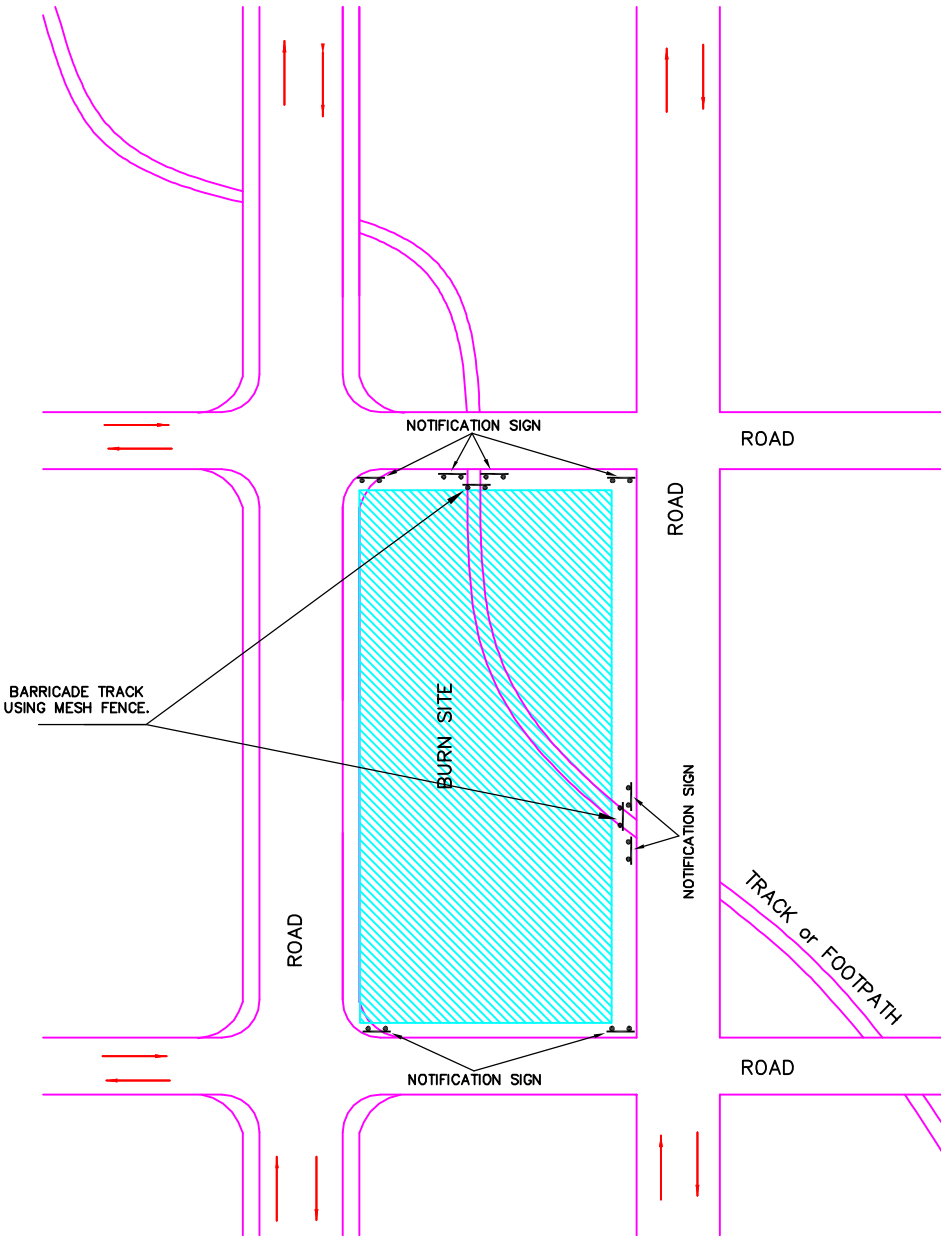 NOTIFICATION SIGN
ROAD
ROAD
BARRICADE TRACK
USING MESH FENCE.
BURN SITE
NOTIFICATION SIGN
TRACK or FOOTPATH
ROAD
ROAD
NOTIFICATION SIGN